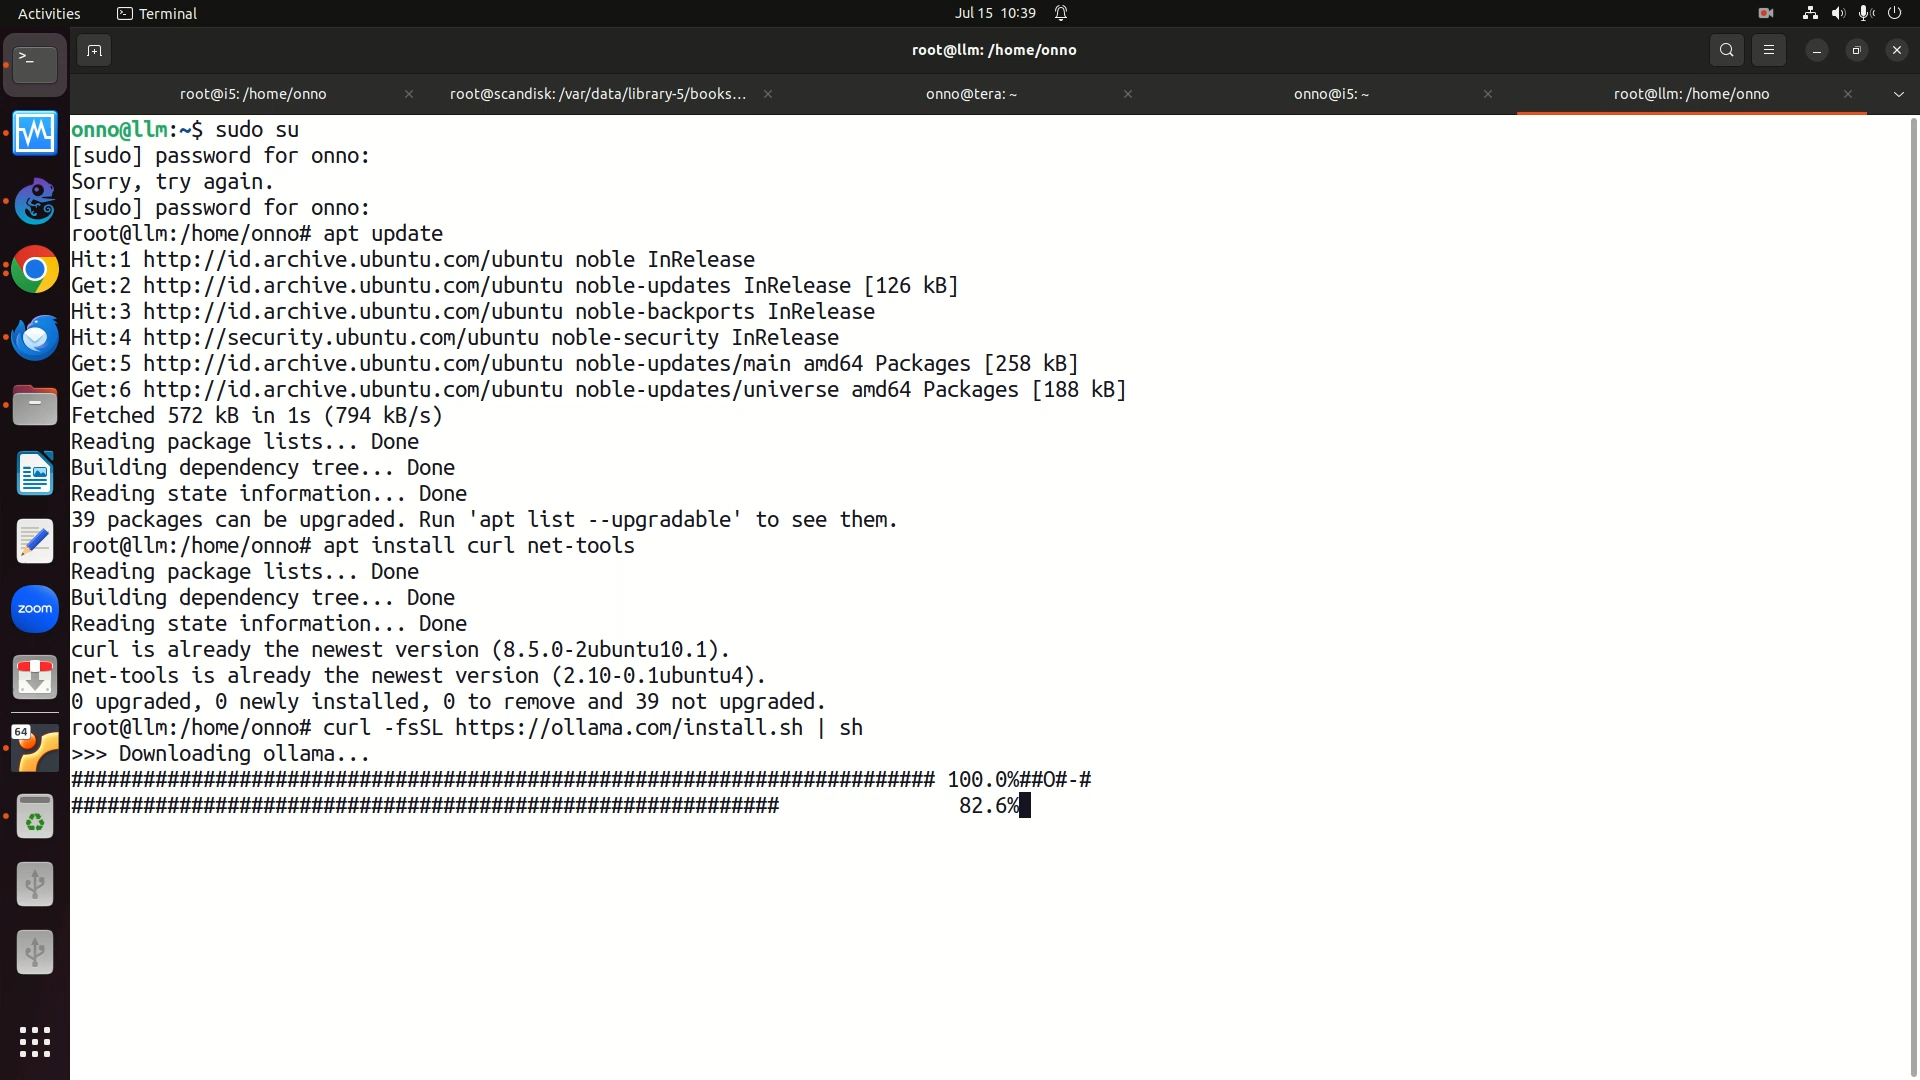 Activities
Terminal
Jul 15 10:39
root@llm: /home/onno
root@i5: /home/onno
root@scandisk: /var/data/library-5/books...
onno@tera: ~
onno@i5: ~
root@llm: /home/onno
onno@llm:~$ sudo su
[sudo] password for onno:
Sorry, try again.
[sudo] password for onno:
root@llm:/home/onno# apt update
Hit:1 http://id.archive.ubuntu.com/ubuntu noble InRelease
Get:2 http://id.archive.ubuntu.com/ubuntu noble-updates InRelease [126 kB]
Hit:3 http://id.archive.ubuntu.com/ubuntu noble-backports InRelease
Hit:4 http://security.ubuntu.com/ubuntu noble-security InRelease
Get:5 http://id.archive.ubuntu.com/ubuntu noble-updates/main amd64 Packages [258 kB]
Get:6 http://id.archive.ubuntu.com/ubuntu noble-updates/universe amd64 Packages [188 kB]
Fetched 572 kB in 1s (794 kB/s)
Reading package lists... Done
Building dependency tree... Done
Reading state information... Done
39 packages can be upgraded. Run 'apt list --upgradable' to see them.
root@llm:/home/onno# apt install curl net-tools
Reading package lists... Done
Building dependency tree... Done
Reading state information... Done
curl is already the newest version (8.5.0-2ubuntu10.1).
net-tools is already the newest version (2.10-0.1ubuntu4).
0 upgraded, 0 newly installed, 0 to remove and 39 not upgraded.
root@llm:/home/onno# curl -fsSL https://ollama.com/install.sh | sh
>>> Downloading ollama...
######################################################################## 100.0%##O#-#
########################################################### 82.6%
zoom
64